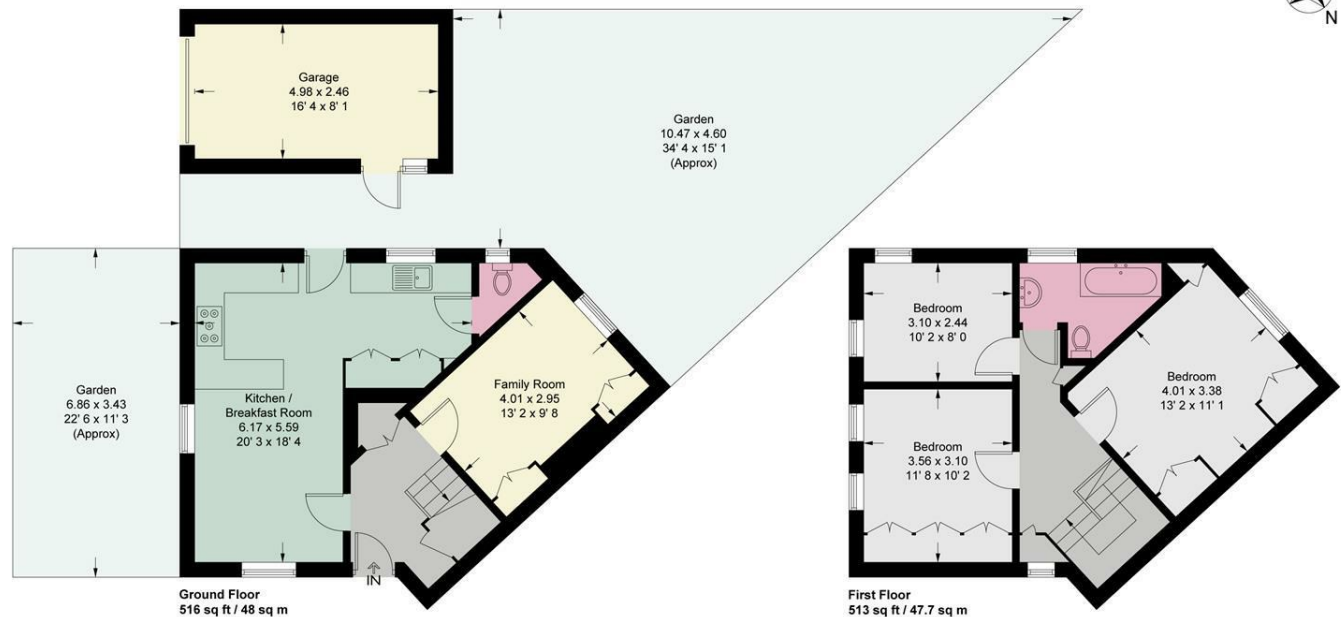 N
Garage
4.98 x 2.46
16' 4 x 8' 1
Garden
10.47 x 4.60
34' 4 x 15' 1
(Approx)
Garden
6.86 x 3.43
22' 6 x 11' 3
(Approx)
Kitchen /
Breakfast Room
6.17 x 5.59
20' 3 x 18' 4
Family Room
4.01 x 2.95
13' 2 x 9' 8
IN
Ground Floor
516 sq ft / 48 sq m
Bedroom
3.10 x 2.44
10' 2 x 8' 0
Bedroom
4.01 x 3.38
13' 2 x 11' 1
Bedroom
3.56 x 3.10
11' 8 x 10' 2
First Floor
513 sq ft / 47.7 sq m